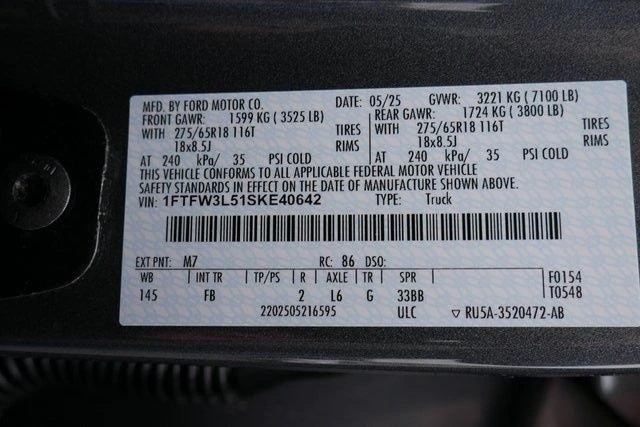 MFD. BY FORD MOTOR CO. DATE: 05/25 GVWR: 3221 KG ( 7100 LB)
FRONT GAWR: 1599 KG ( 3525 LB) REAR GAWR: 1724 KG ( 3800 LB)
WITH 275/65R18 116T TIRES WITH 275/65R18 116T TIRES
18x8.5J RIMS 18x8.5J RIMS
AT 240 kPa/ 35 PSI COLD AT 240 kPa/ 35 PSI COLD
THIS VEHICLE CONFORMS TO ALL APPLICABLE FEDERAL MOTOR VEHICLE
SAFETY STANDARDS IN EFFECT ON THE DATE OF MANUFACTURE SHOWN ABOVE.
VIN: 1FTFW3L51SKE40642 TYPE: Truck
EXT PNT: M7 RC: 86 DSO:
WB INT TR TP/PS R AXLE TR SPR F0154
145 FB 2 L6 G 33BB T0548
2202505216595 ULC ▽ RU5A-3520472-AB